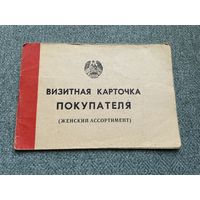 ВИЗИТНАЯ КАРТОЧКА
ПОКУПАТЕЛЯ
(ЖЕНСКИЙ АССОРТИМЕНТ)